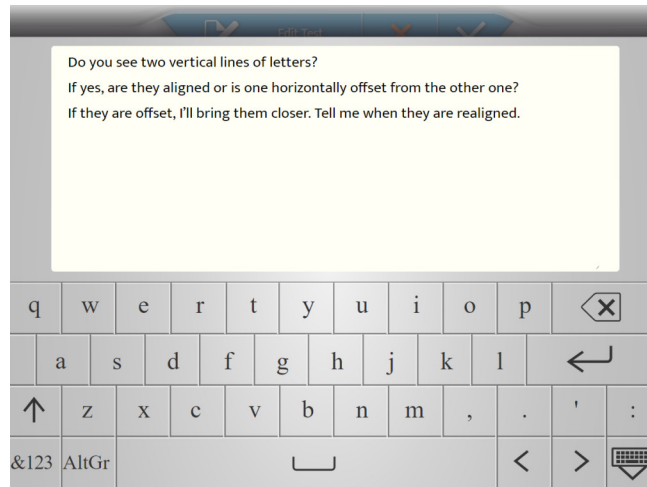 Edit Test
Do you see two vertical lines of letters?
If yes, are they aligned or is one horizontally offset from the other one?
If they are offset, I'll bring them closer. Tell me when they are realigned.
q w e r t y u i o p
a s d f g h j k l
z x c v b n m , . ' :
&123 AltGr < >